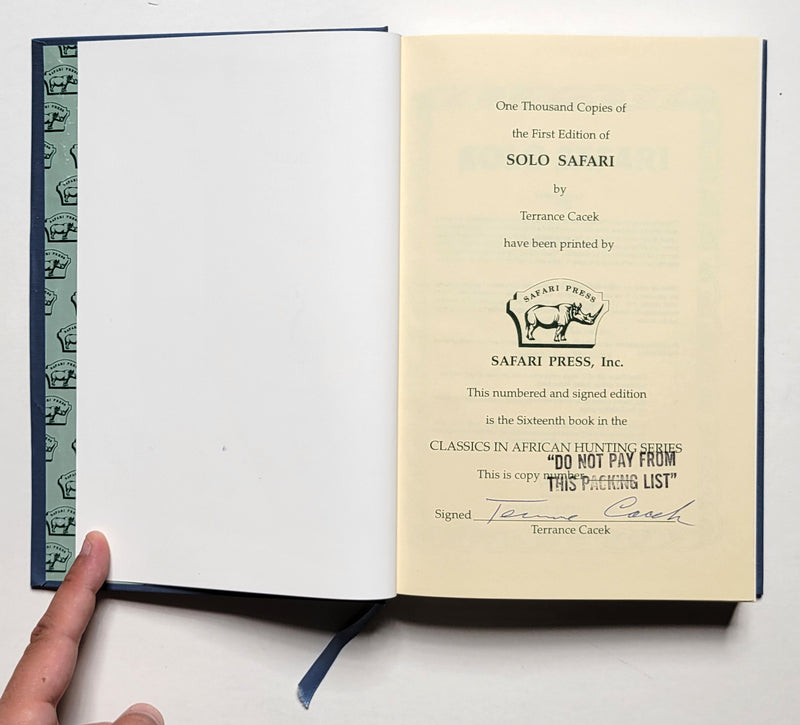 One Thousand Copies of
the First Edition of
SOLO SAFARI
by
Terrance Cacek
have been printed by
SAFARI PRESS
SAFARI PRESS, Inc.
This numbered and signed edition
is the Sixteenth book in the
CLASSICS IN AFRICAN HUNTING SERIES
"DO NOT PAY FROM
This is copy number
THIS PACKING LIST"
Signed Terrance Cacek
Terrance Cacek